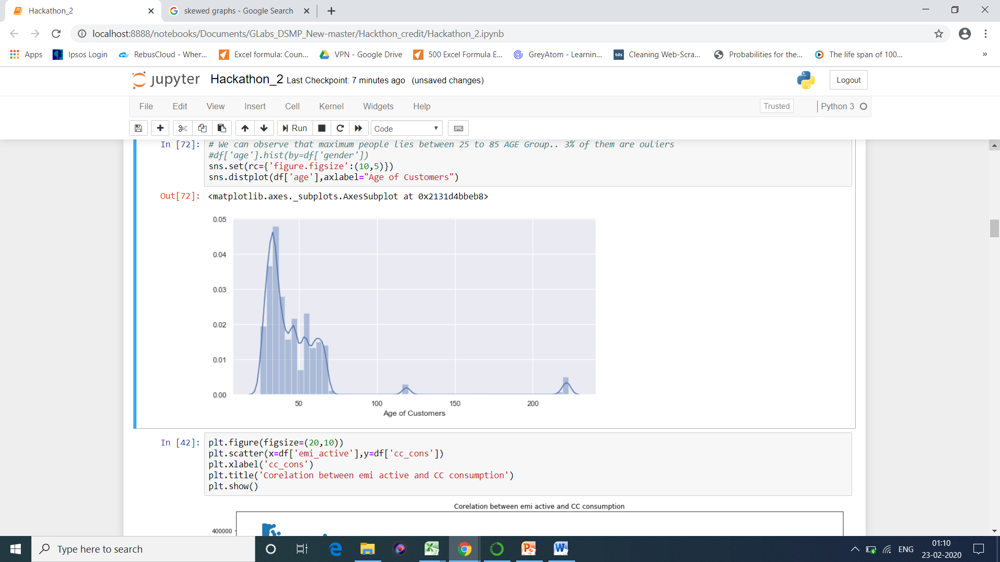 Hackathon_2
skewed graphs - Google Search
localhost:8888/notebooks/Documents/GLabs_DSMP_New-master/Hackthon_credit/Hackathon_2.ipynb
Apps Ipsos Login RebusCloud - Wher... Excel formula: Coun... VPN - Google Drive 500 Excel Formula E... GreyAtom - Learnin... tds Cleaning Web-Scra... Probabilities for the... The life span of 100... »
jupyter Hackathon_2 Last Checkpoint: 7 minutes ago (unsaved changes) Logout
File Edit View Insert Cell Kernel Widgets Help Trusted Python 3
Run Code
In [72]: # We can observe that maximum people lies between 25 to 85 AGE Group.. 3% of them are ouliers
#df['age'].hist(by=df['gender'])
sns.set(rc={'figure.figsize':(10,5)})
sns.distplot(df['age'],axlabel="Age of Customers")
Out[72]: <matplotlib.axes._subplots.AxesSubplot at 0x2131d4bbeb8>
0.05
0.04
0.03
0.02
0.01
0.00
50 100 150 200
Age of Customers
In [42]: plt.figure(figsize=(20,10))
plt.scatter(x=df['emi_active'],y=df['cc_cons'])
plt.xlabel('cc_cons')
plt.title('Corelation between emi active and CC consumption')
plt.show()
Corelation between emi active and CC consumption
400000
Type here to search
ENG
01:10
23-02-2020